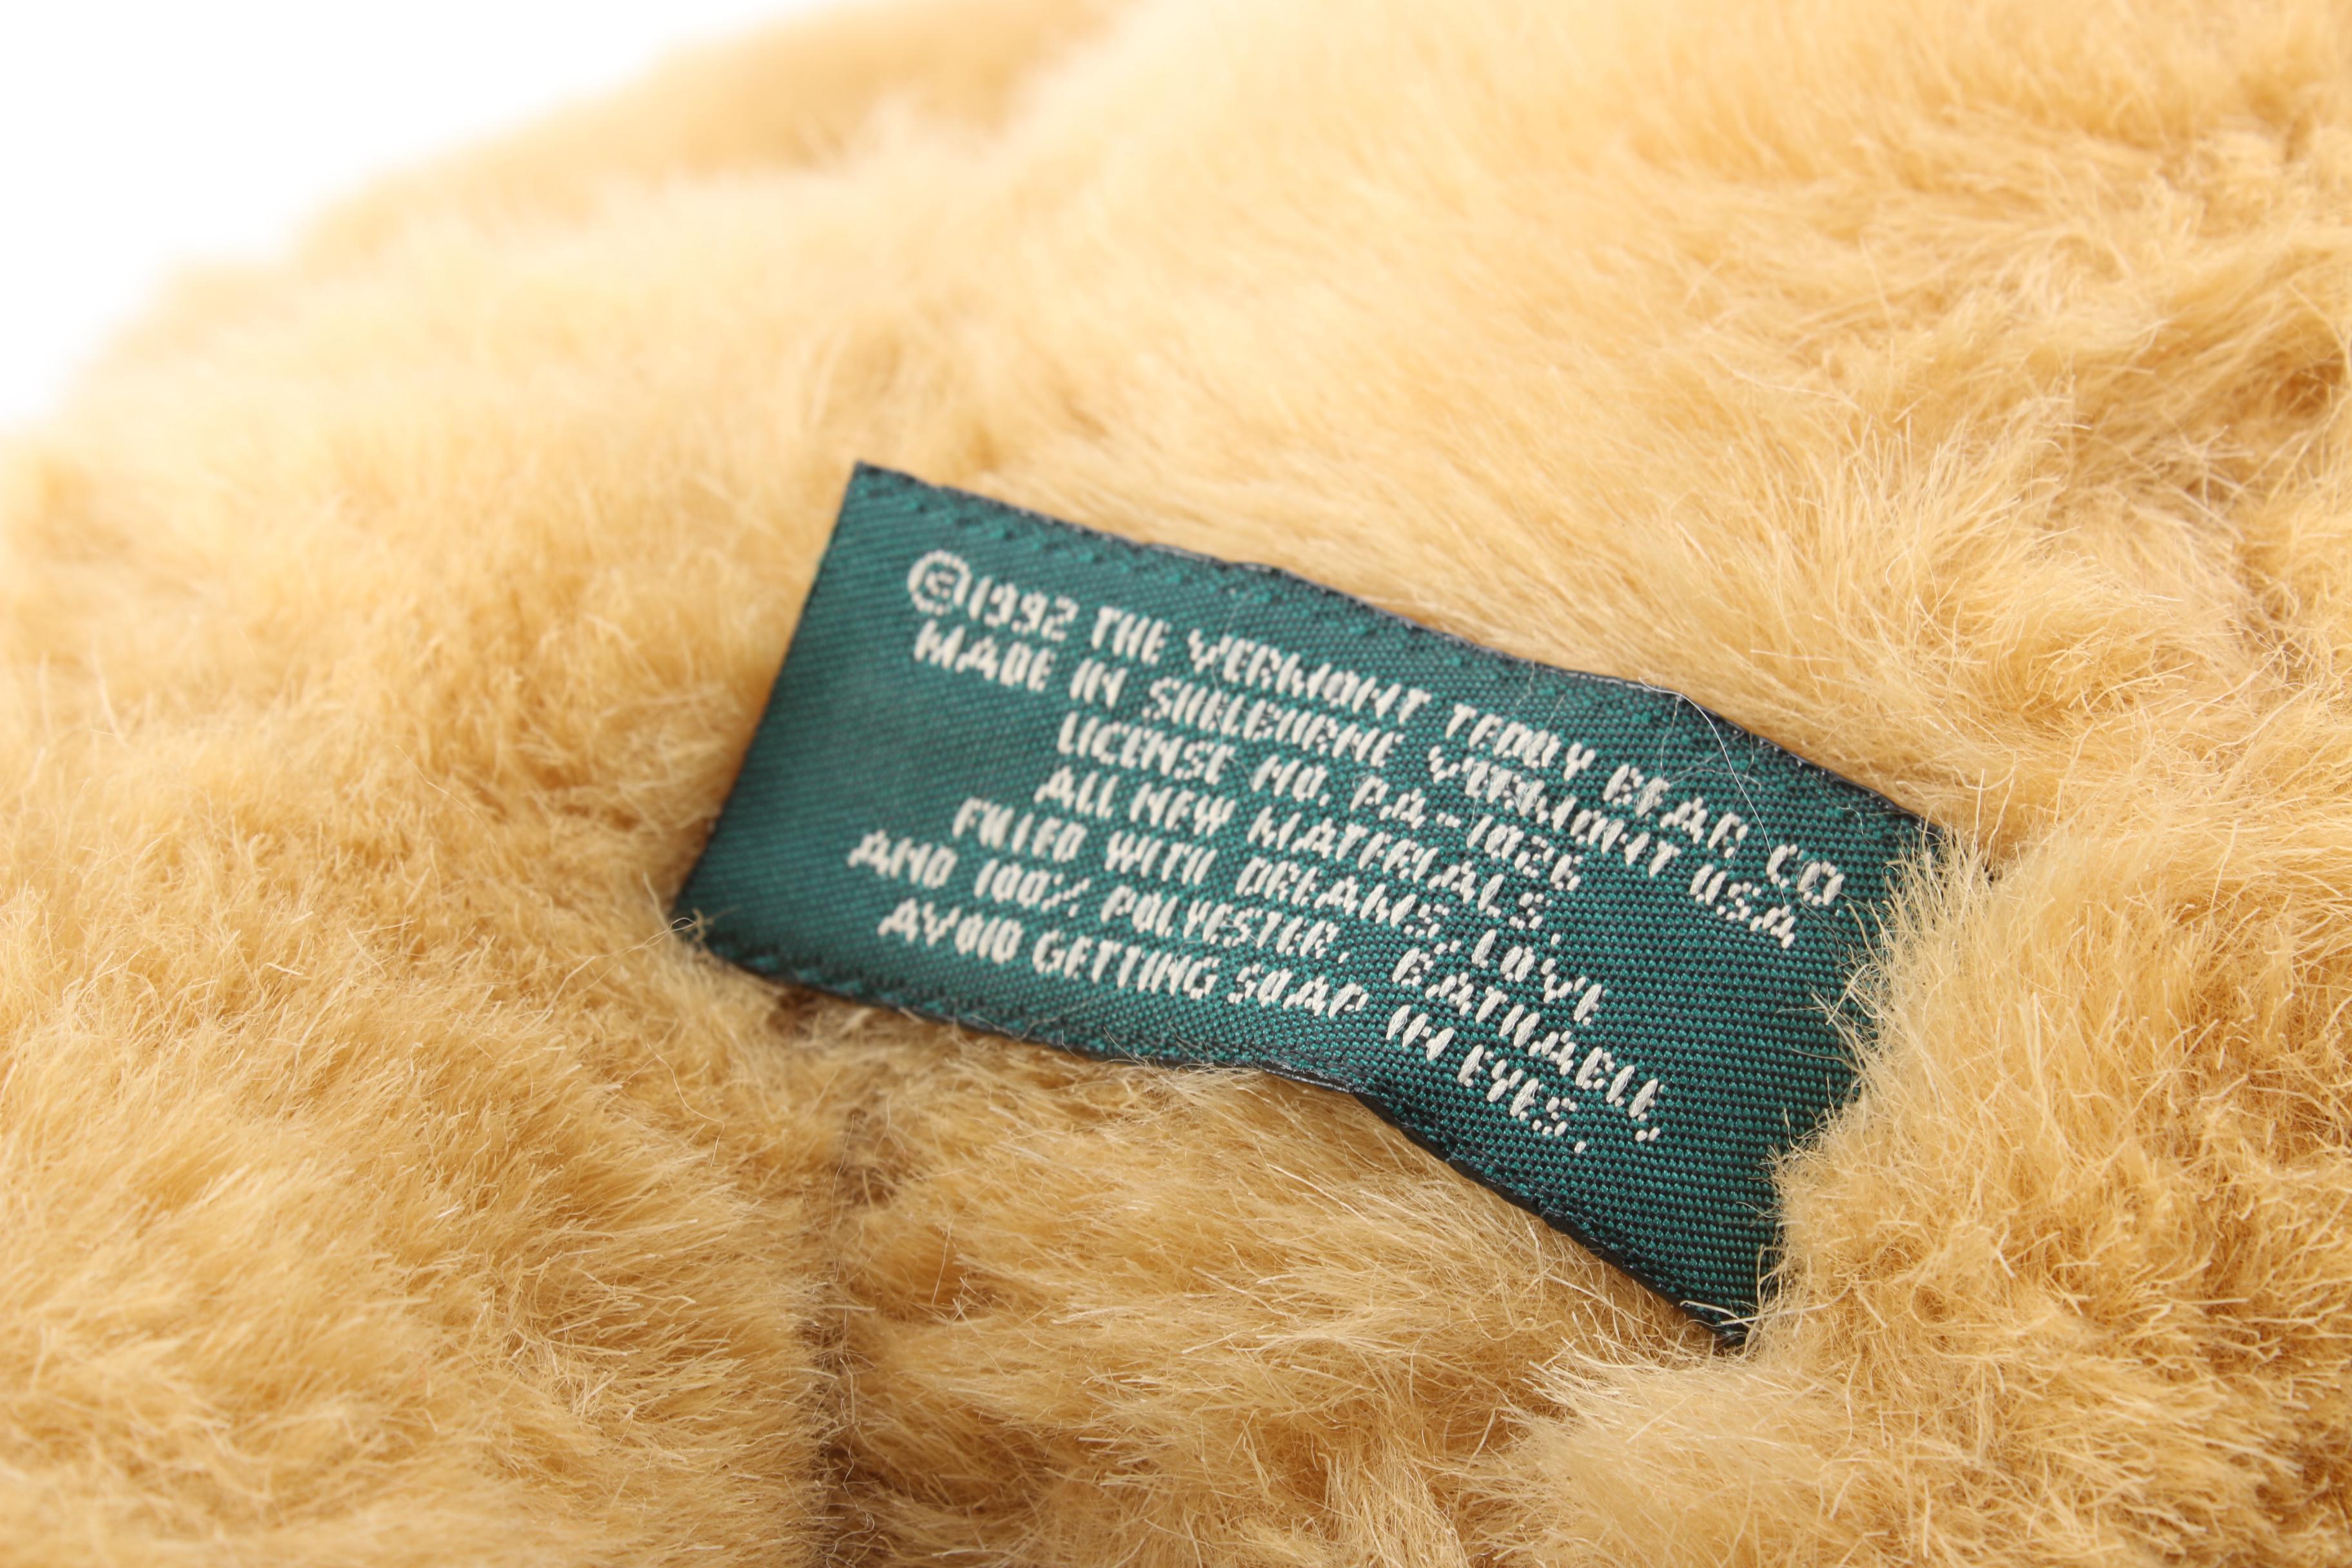 ©1992 THE VERMONT TEDDY BEAR CO.
MADE IN SHELBURNE VERMONT USA
LICENSE NO. PA-1026
ALL NEW MATERIALS.
FILLED WITH DREAMS, LOVE
AND 100% POLYESTER. BATHABLE,
AVOID GETTING SOAP IN EYES.